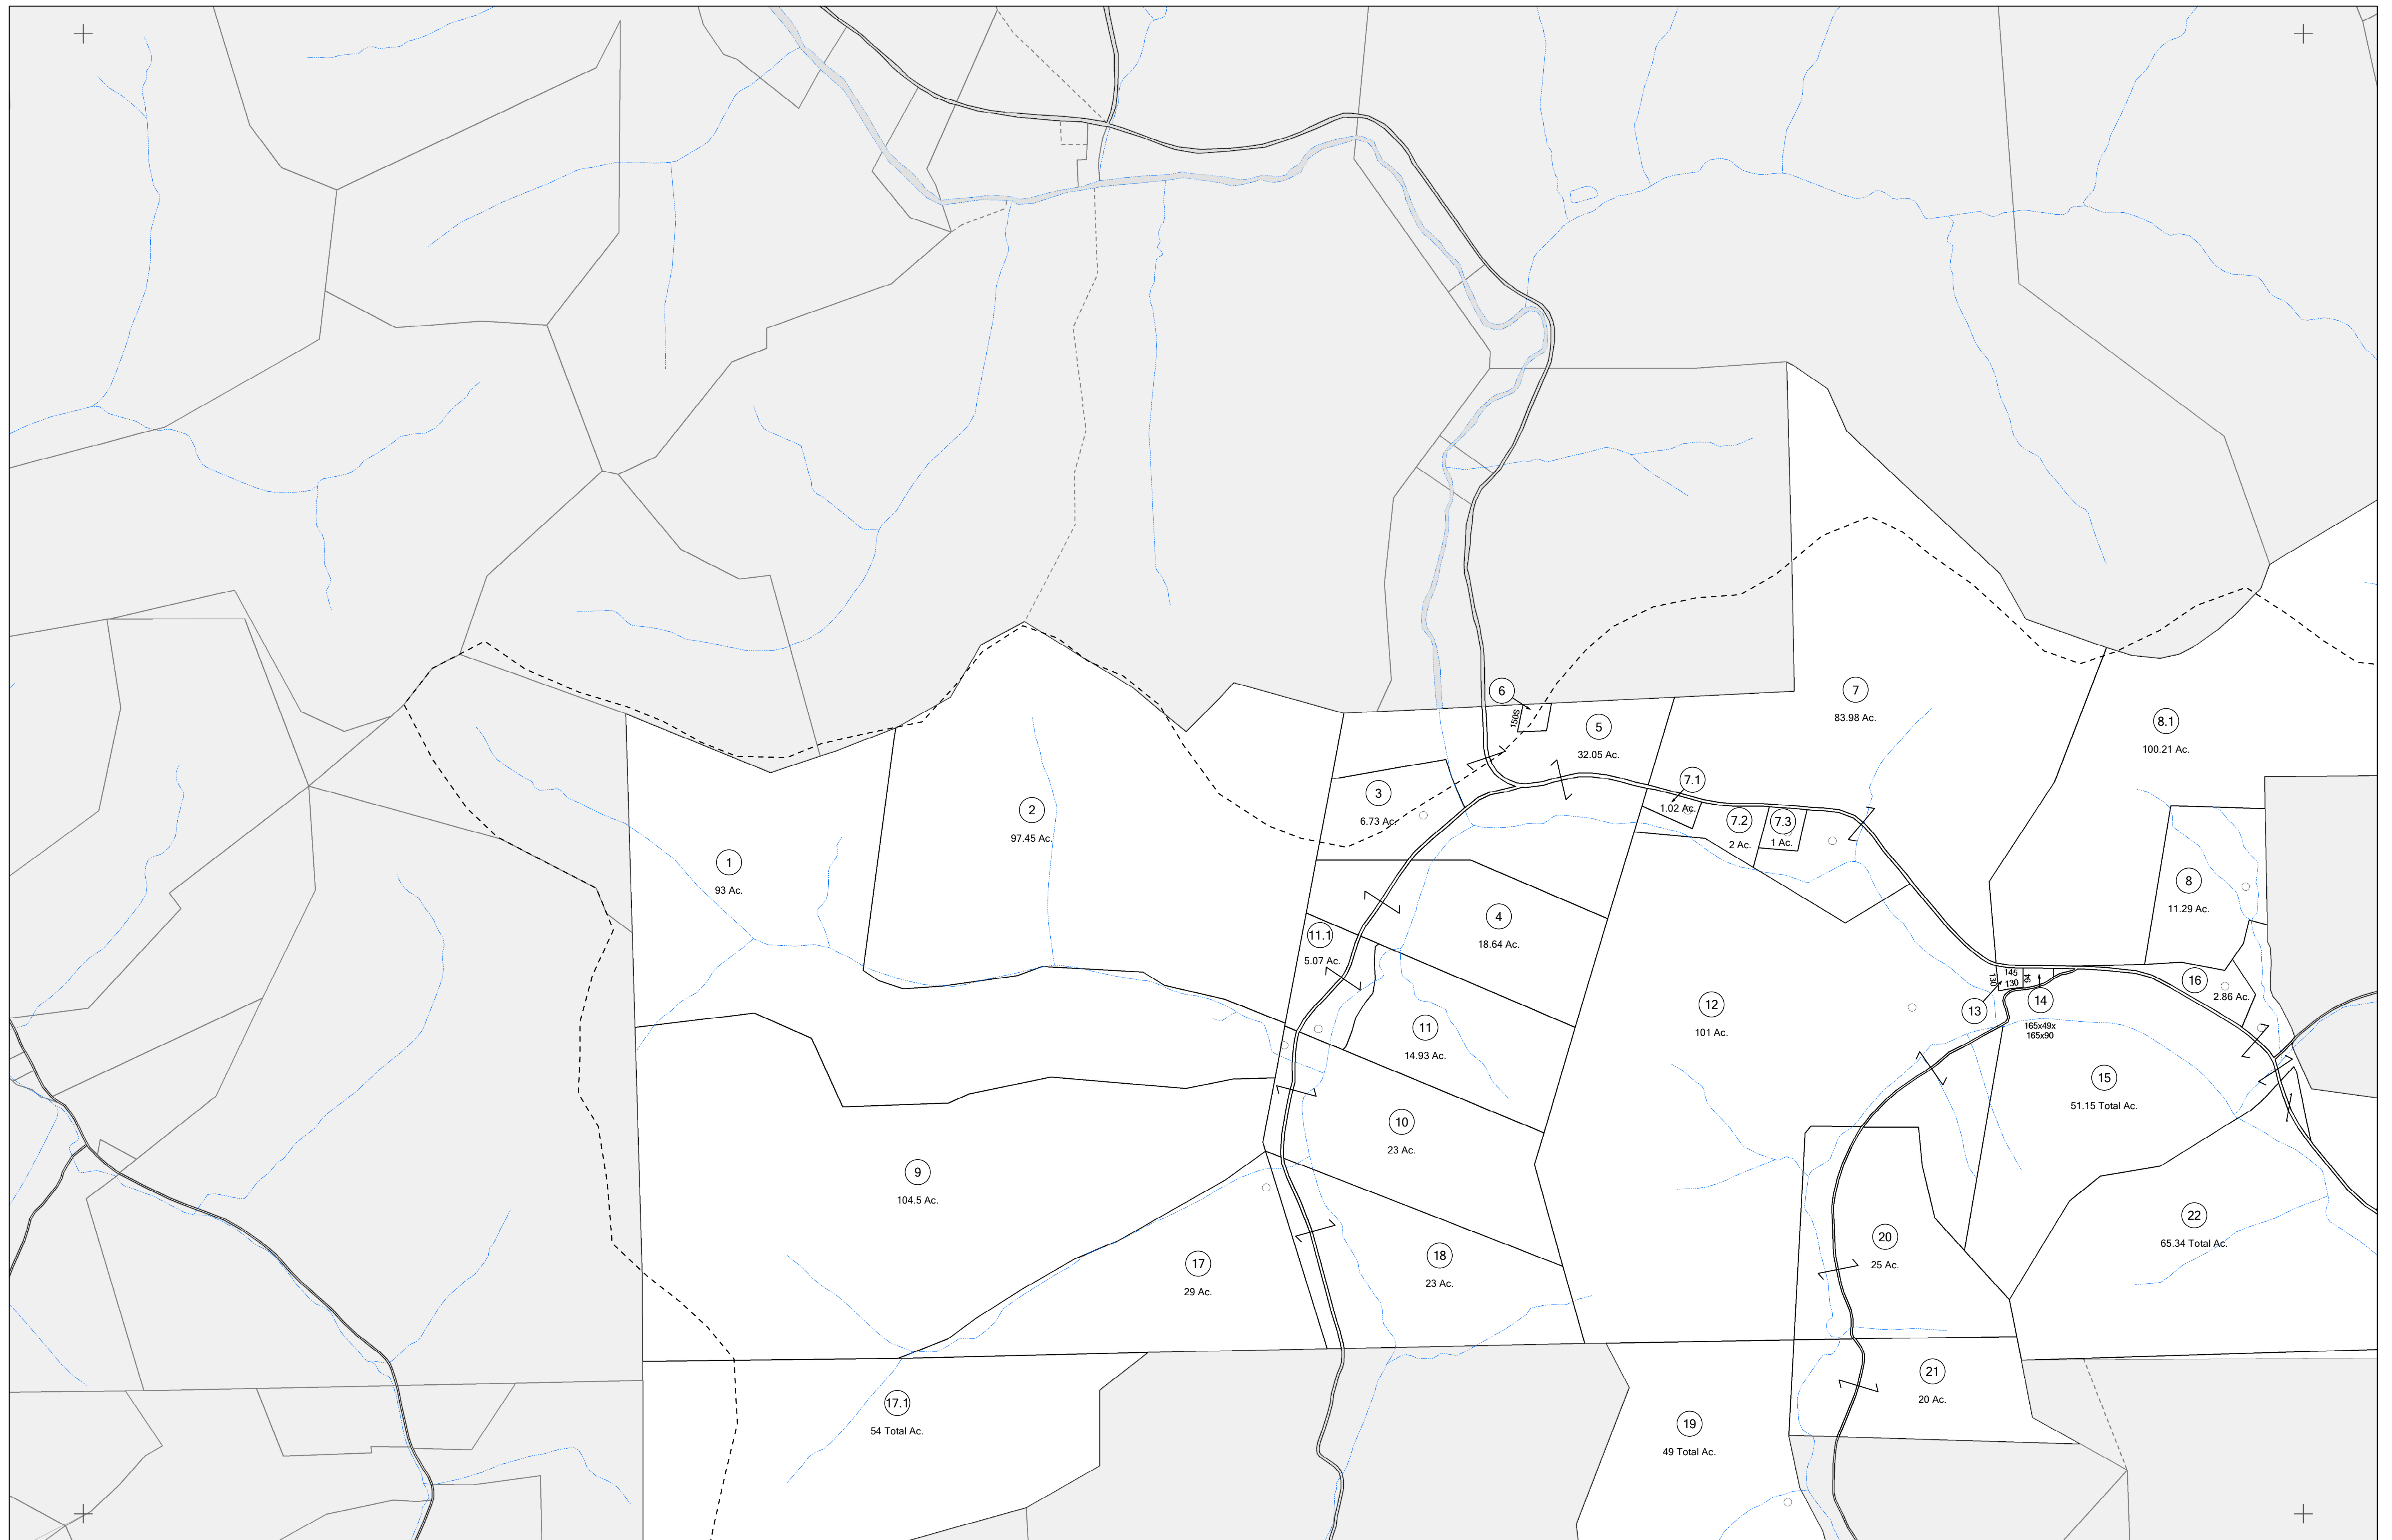 6
150S
5
32.05 Ac.
7
83.98 Ac.
8.1
100.21 Ac.
7.1
1.02 Ac.
3
6.73 Ac.
2
97.45 Ac.
7.2
2 Ac.
7.3
1 Ac.
1
93 Ac.
8
11.29 Ac.
4
18.64 Ac.
11.1
5.07 Ac.
145
130
130
94
16
2.86 Ac.
13
14
165x49x
165x90
12
101 Ac.
11
14.93 Ac.
15
51.15 Total Ac.
10
23 Ac.
9
104.5 Ac.
22
65.34 Total Ac.
20
25 Ac.
18
23 Ac.
17
29 Ac.
21
20 Ac.
17.1
54 Total Ac.
19
49 Total Ac.